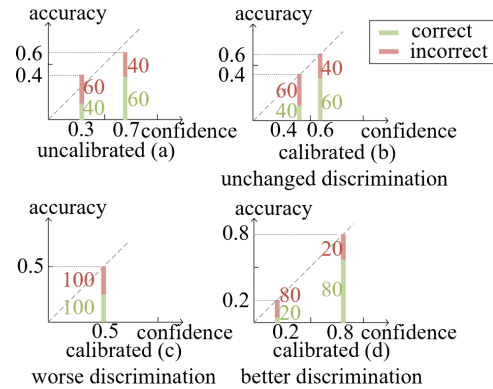 correct
incorrect
accuracy
0.6
0.4
60
40
40
60
0.3
0.7
confidence
uncalibrated (a)
accuracy
0.6
0.4
60
40
40
60
0.4
0.6
confidence
calibrated (b)
unchanged discrimination
accuracy
0.5
100
100
0.5
confidence
calibrated (c)
worse discrimination
accuracy
0.8
0.2
80
20
20
80
0.2
0.8
confidence
calibrated (d)
better discrimination